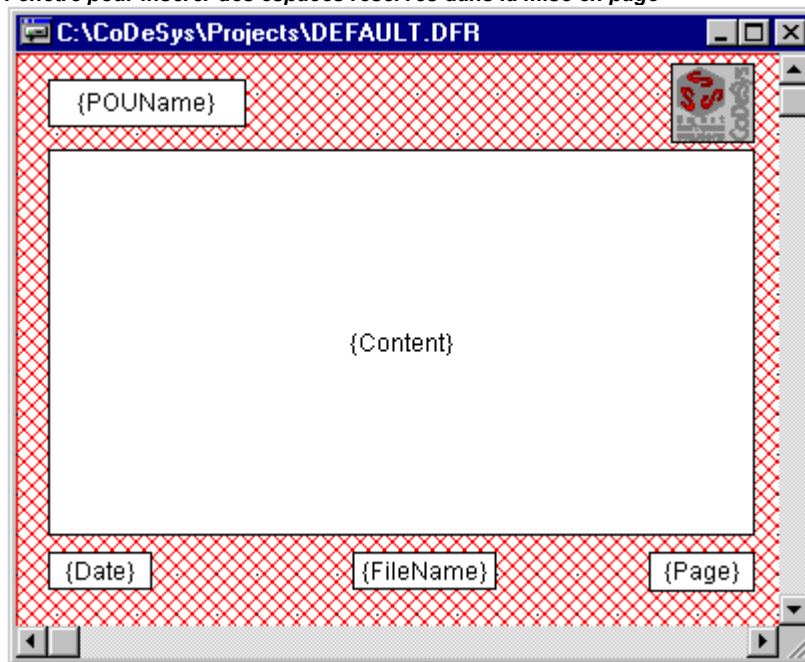 Fenêtre pour insérer des espaces réservés dans la mise en page
C:\CoDeSys\Projects\DEFAULT.DFR
{POUName}
CoDeSys
{Content}
{Date} {FileName} {Page}